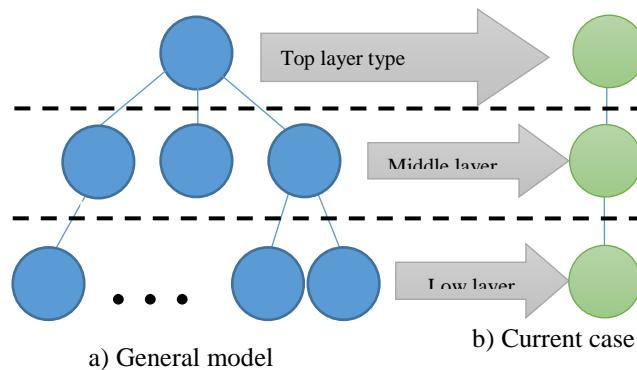 Top layer type
Middle layer
Low layer
b) Current case
a) General model